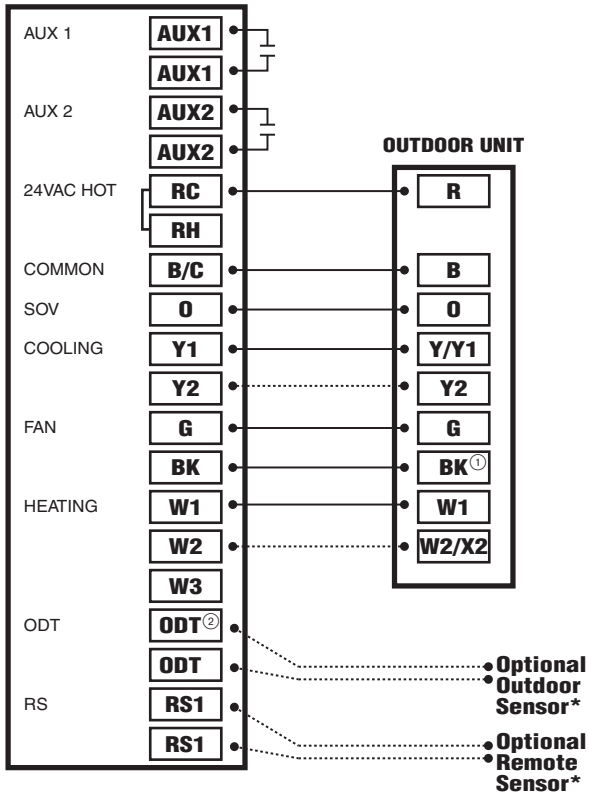 AUX 1 AUX1
AUX1
AUX 2 AUX2
AUX2
OUTDOOR UNIT
24VAC HOT RC R
RH
COMMON B/C B
SOV O O
COOLING Y1 Y/Y1
Y2 Y2
FAN G G
BK BK①
HEATING W1 W1
W2 W2/X2
W3
ODT ODT②
ODT
Optional
Outdoor
Sensor*
RS RS1
RS1
Optional
Remote
Sensor*